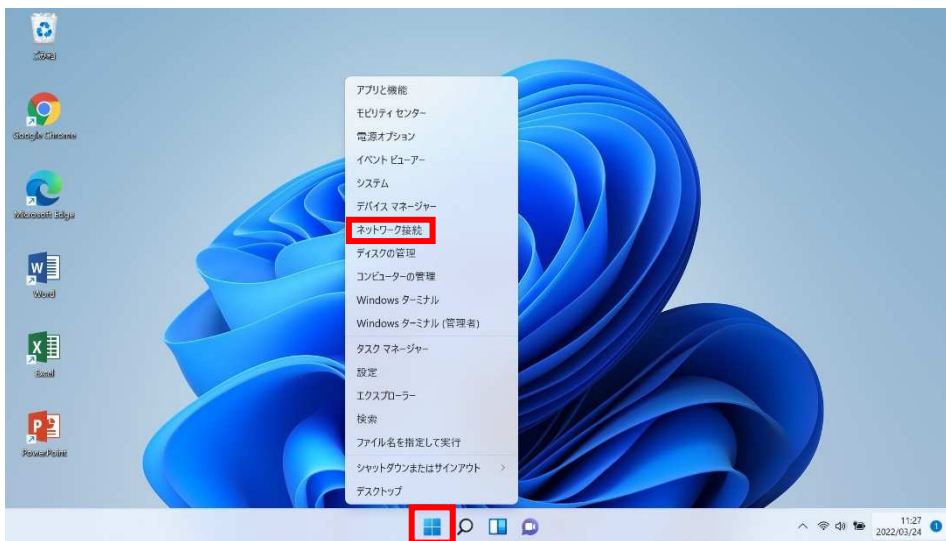 ごみ箱
Google Chrome
Microsoft Edge
Word
Excel
PowerPoint
アプリと機能
モビリティ センター
電源オプション
イベント ビューアー
システム
デバイス マネージャー
ネットワーク接続
ディスクの管理
コンピューターの管理
Windows ターミナル
Windows ターミナル (管理者)
タスク マネージャー
設定
エクスプローラー
検索
ファイル名を指定して実行
シャットダウンまたはサインアウト
デスクトップ
11:27
2022/03/24
1